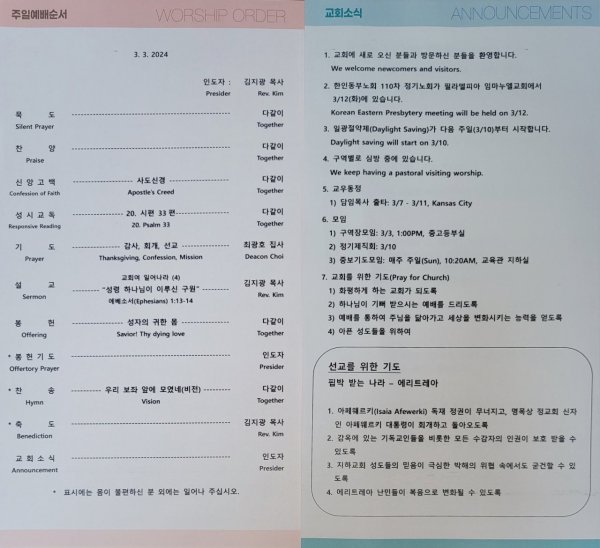 주일예배순서 WORSHIP ORDER
3. 3. 2024
인도자 : 김지광 목사
Presider Rev. Kim
묵 도 다같이
Silent Prayer Together
찬 양 다같이
Praise Together
신 앙 고 백 사도신경 다같이
Confession of Faith Apostle's Creed Together
성 시 교 독 20. 시편 33 편 다같이
Responsive Reading 20. Psalm 33 Together
기 도 감사, 회개, 선교 최광호 집사
Prayer Thanksgiving, Confession, Mission Deacon Choi
교회여 일어나라 (4)
설 교 "성령 하나님이 이루신 구원" 김지광 목사
Sermon 에베소서(Ephesians) 1:13-14 Rev. Kim
봉 헌 성자의 귀한 몸 다같이
Offering Savior! Thy dying love Together
* 봉 헌 기 도 인도자
Offertory Prayer Presider
* 찬 송 우리 보좌 앞에 모였네(비전) 다같이
Hymn Vision Together
* 축 도 김지광 목사
Benediction Rev. Kim
교 회 소 식 인도자
Announcement Presider
* 표시에는 몸이 불편하신 분 외에는 일어나 주십시오.
교회소식 ANNOUNCEMENTS
1. 교회에 새로 오신 분들과 방문하신 분들을 환영합니다.
We welcome newcomers and visitors.
2. 한인동부노회 110차 정기노회가 필라델피아 임마누엘교회에서
3/12(화)에 있습니다.
Korean Eastern Presbytery meeting will be held on 3/12.
3. 일광절약제(Daylight Saving)가 다음 주일(3/10)부터 시작합니다.
Daylight saving will start on 3/10.
4. 구역별로 심방 중에 있습니다.
We keep having a pastoral visiting worship.
5. 교우동정
1) 담임목사 출타: 3/7 - 3/11, Kansas City
6. 모임
1) 구역장모임: 3/3, 1:00PM, 중고등부실
2) 정기제직회: 3/10
3) 중보기도모임: 매주 주일(Sun), 10:20AM, 교육관 지하실
7. 교회를 위한 기도(Pray for Church)
1) 화평하게 하는 교회가 되도록
2) 하나님이 기뻐 받으시는 예배를 드리도록
3) 예배를 통하여 주님을 닮아가고 세상을 변화시키는 능력을 얻도록
4) 아픈 성도들을 위하여
선교를 위한 기도
핍박 받는 나라 – 에리트레아
1. 아페웨르키(Isaia Afewerki) 독재 정권이 무너지고, 명목상 정교회 신자
인 아페웨르키 대통령이 회개하고 돌아오도록
2. 감옥에 있는 기독교인들을 비롯한 모든 수감자의 인권이 보호 받을 수
있도록
3. 지하교회 성도들의 믿음이 극심한 박해의 위협 속에서도 굳건할 수 있
도록
4. 에리트레아 난민들이 복음으로 변화될 수 있도록